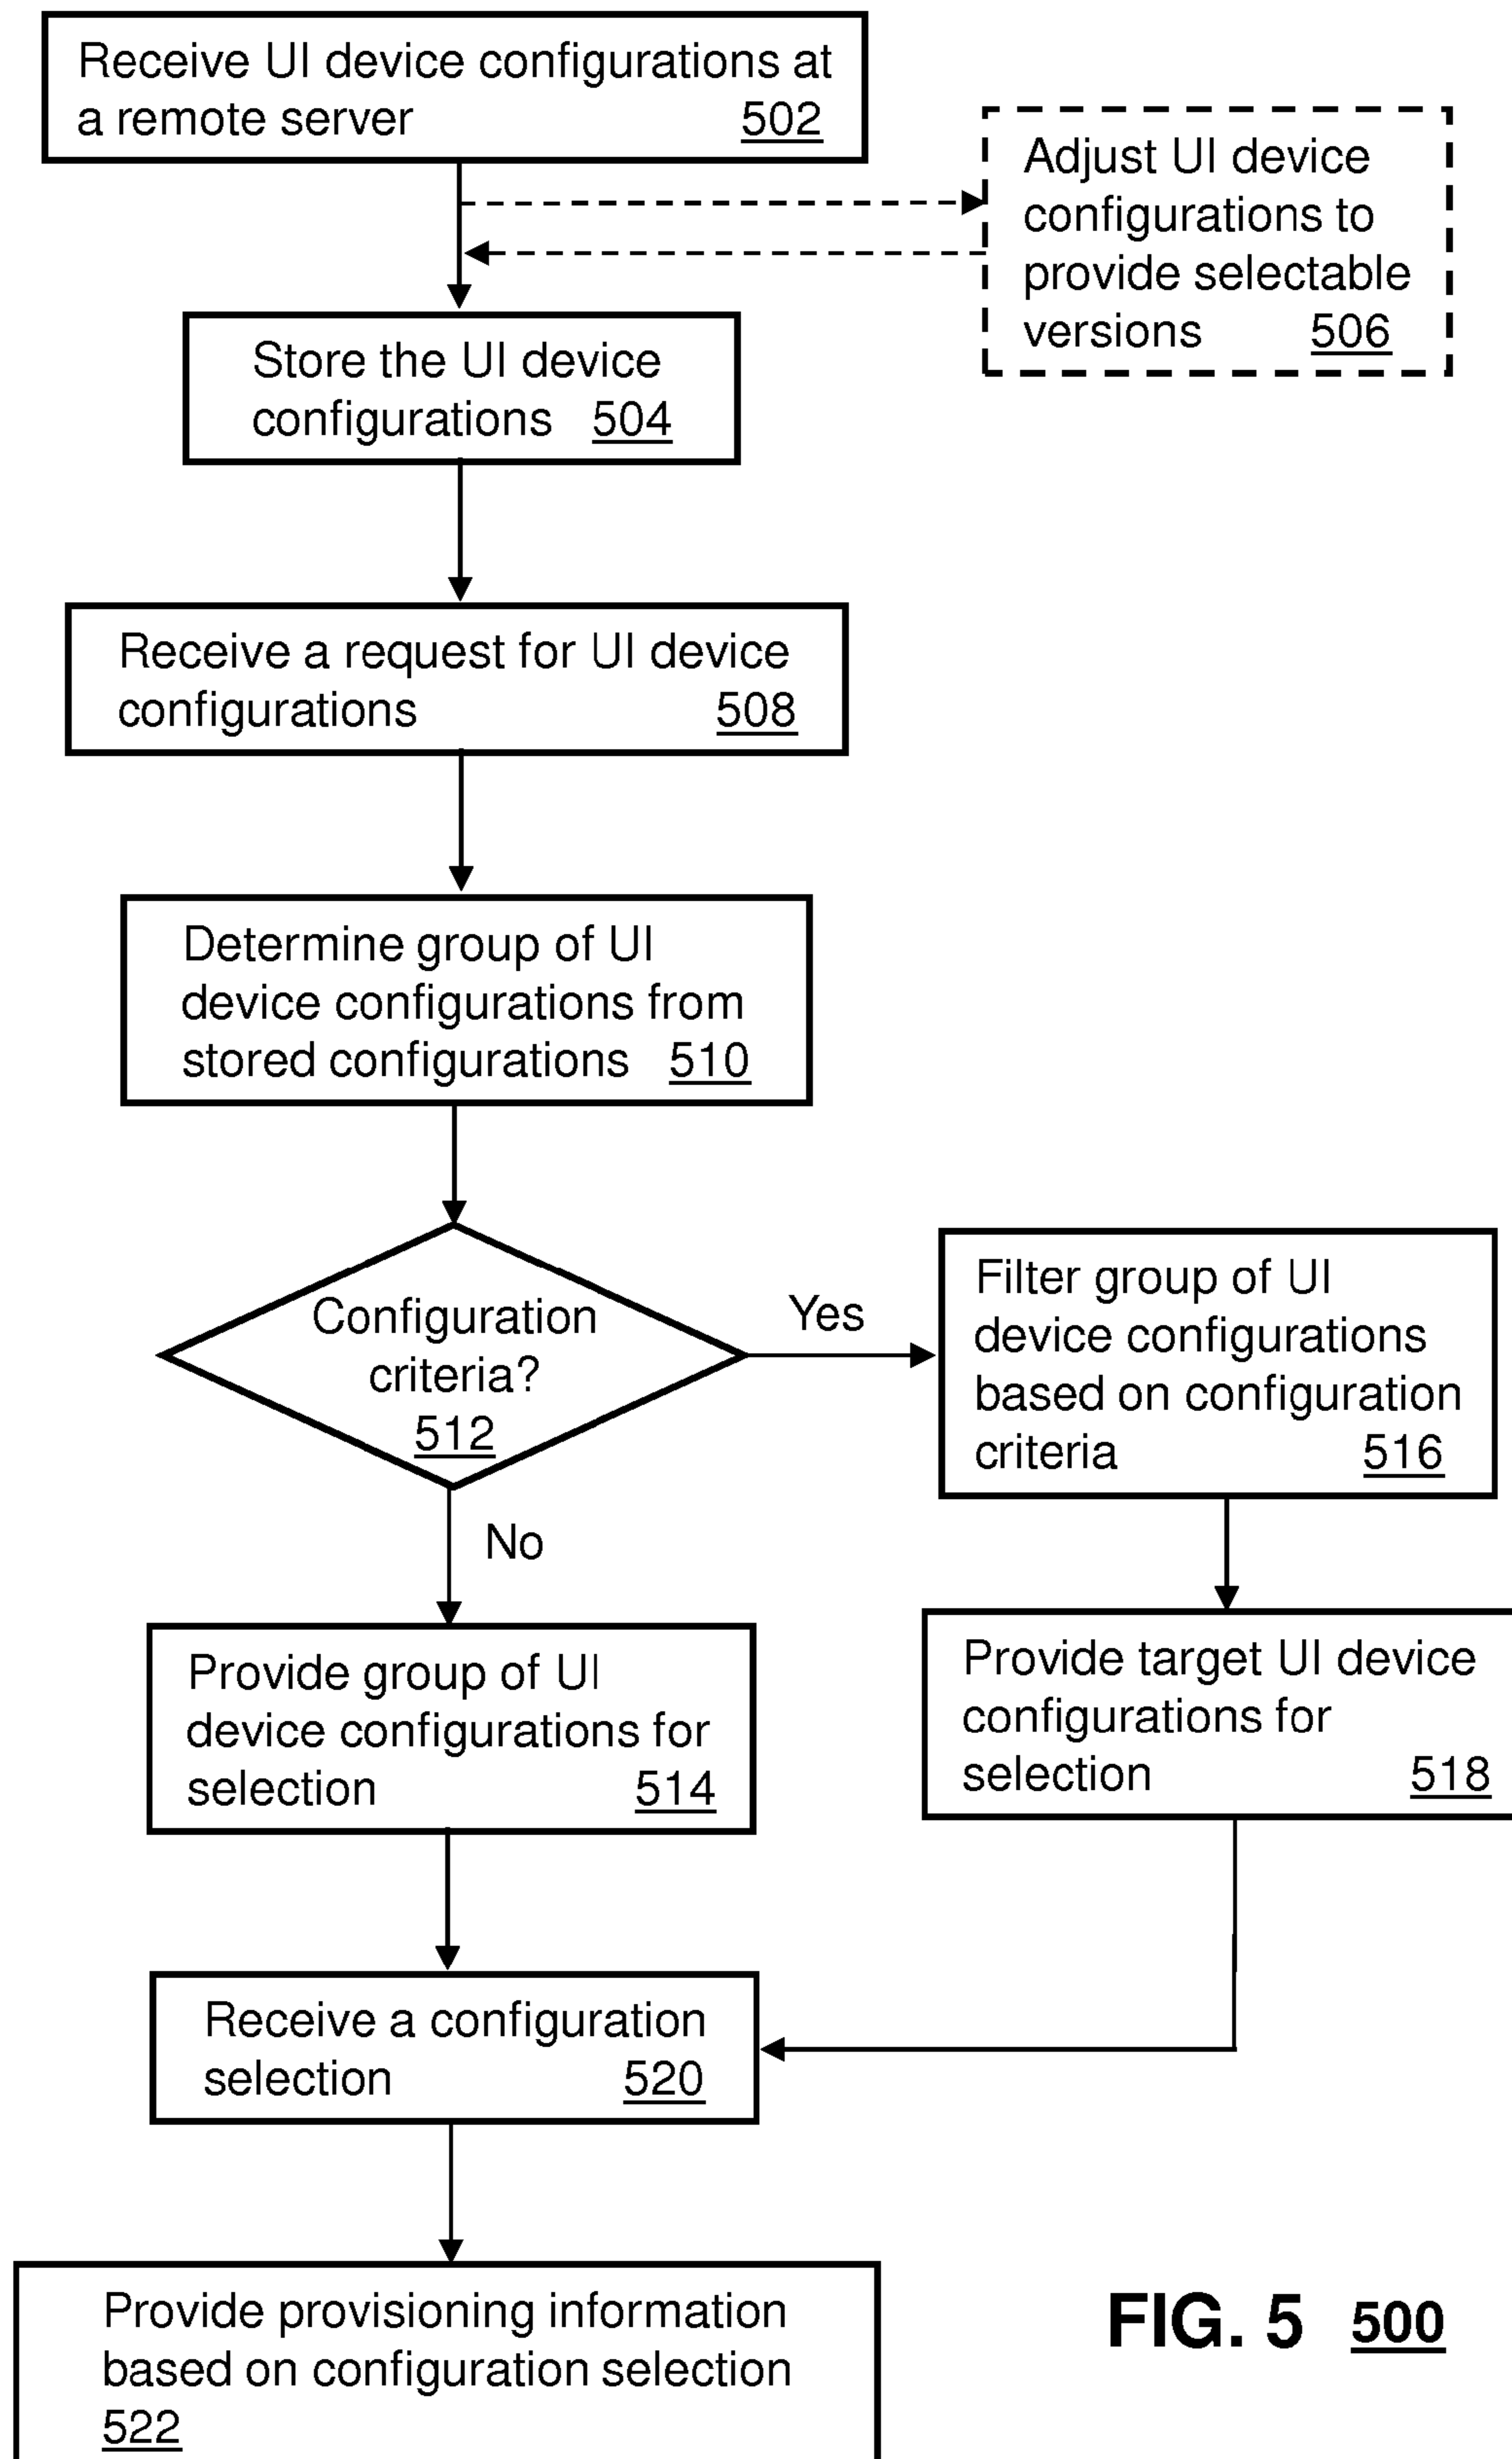 Receive UI device configurations at
a remote server 502
Adjust UI device
configurations to
provide selectable
versions 506
Store the UI device
configurations 504
Receive a request for UI device
configurations 508
Determine group of UI
device configurations from
stored configurations 510
Configuration
criteria?
512
Yes
Filter group of UI
device configurations
based on configuration
criteria 516
No
Provide group of UI
device configurations for
selection 514
Provide target UI device
configurations for
selection 518
Receive a configuration
selection 520
Provide provisioning information
based on configuration selection
522
FIG. 5 500